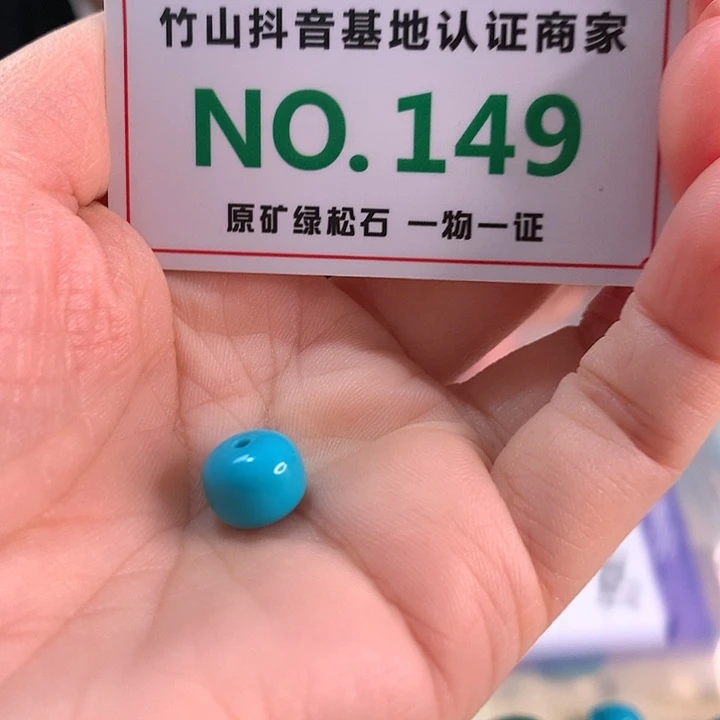 竹山抖音基地认证商家
NO.149
原矿绿松石 一物一证